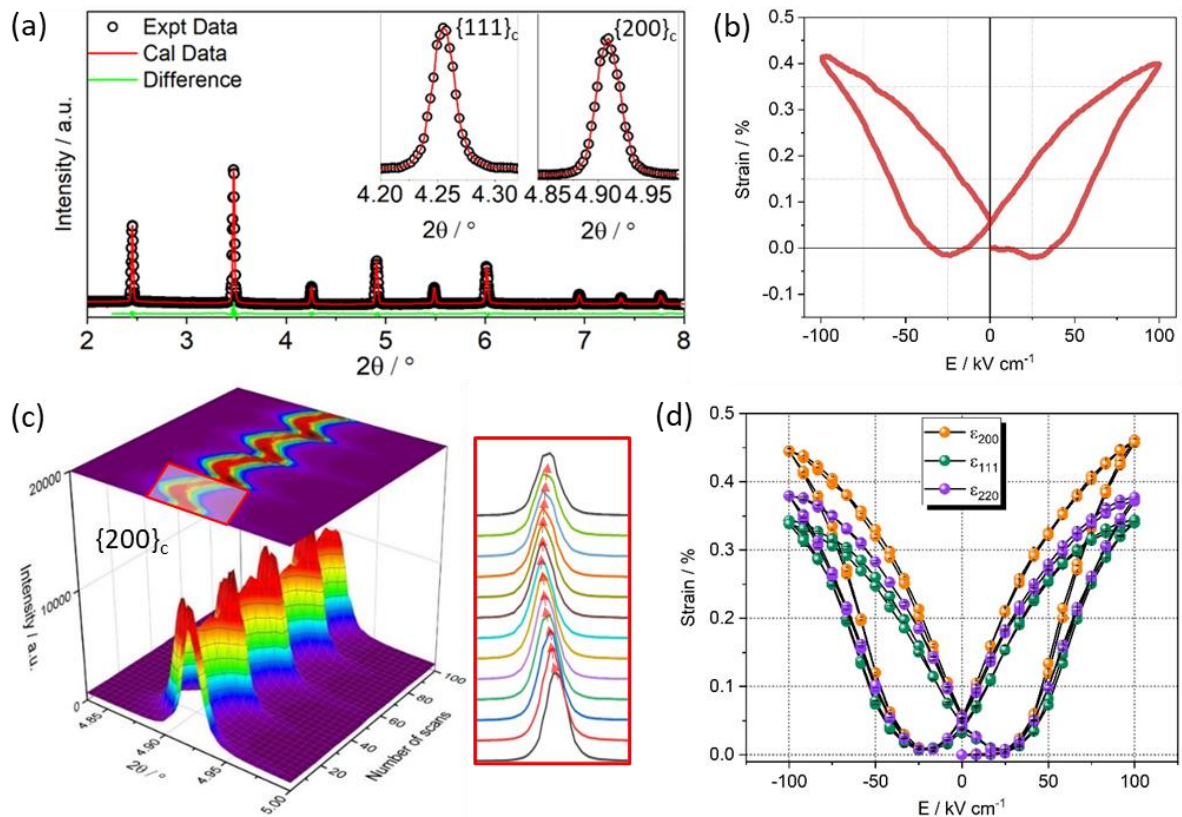 (a)
Expt Data
Cal Data
Difference
{111}c
{200}c
4.20 4.25 4.30
2θ / °
4.85 4.90 4.95
2θ / °
Intensity / a.u.
2 3 4 5 6 7 8
2θ / °
(b)
0.5
0.4
0.3
0.2
0.1
0.0
-0.1
Strain / %
-100 -50 0 50 100
E / kV cm⁻¹
(c)
20000
10000
0
Intensity / a.u.
{200}c
4.85
4.90
4.95
5.00
2θ / °
20
40
60
80
100
Number of scans
(d)
0.5
0.4
0.3
0.2
0.1
0.0
Strain / %
ε200
ε111
ε220
-100 -50 0 50 100
E / kV cm⁻¹